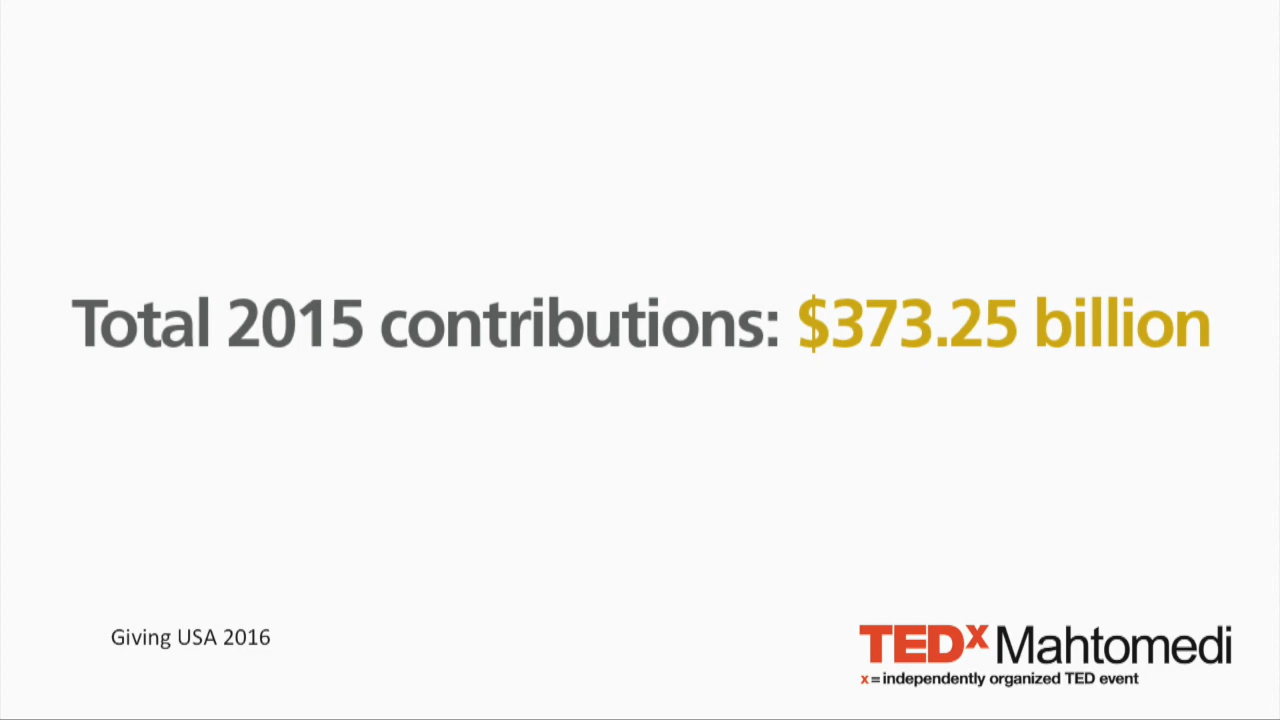 Total 2015 contributions: $373.25 billion
Giving USA 2016
TEDx Mahtomedi
x = independently organized TED event